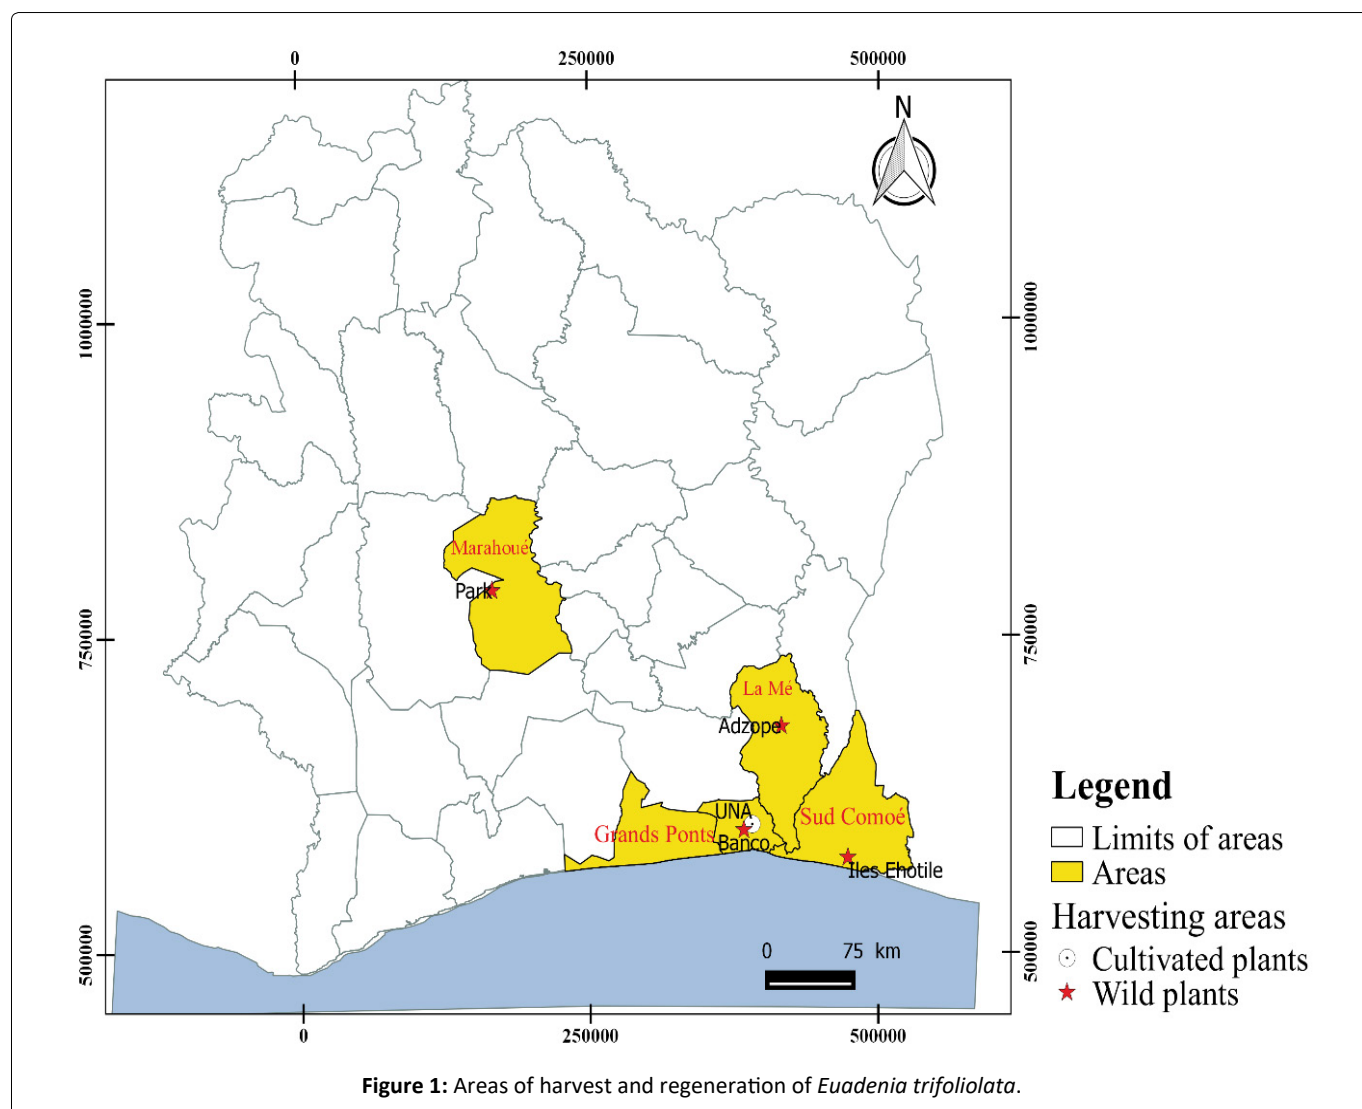 0 250000 500000
N
1000000 1000000
Marahoué
Park
750000 750000
La Mé
Adzope
UNA
Sud Comoé
Grands Ponts
Banco
Iles Ehotile
500000 500000
0 75 km
0 250000 500000
Legend
Limits of areas
Areas
Harvesting areas
Cultivated plants
Wild plants
Figure 1: Areas of harvest and regeneration of Euadenia trifoliolata.